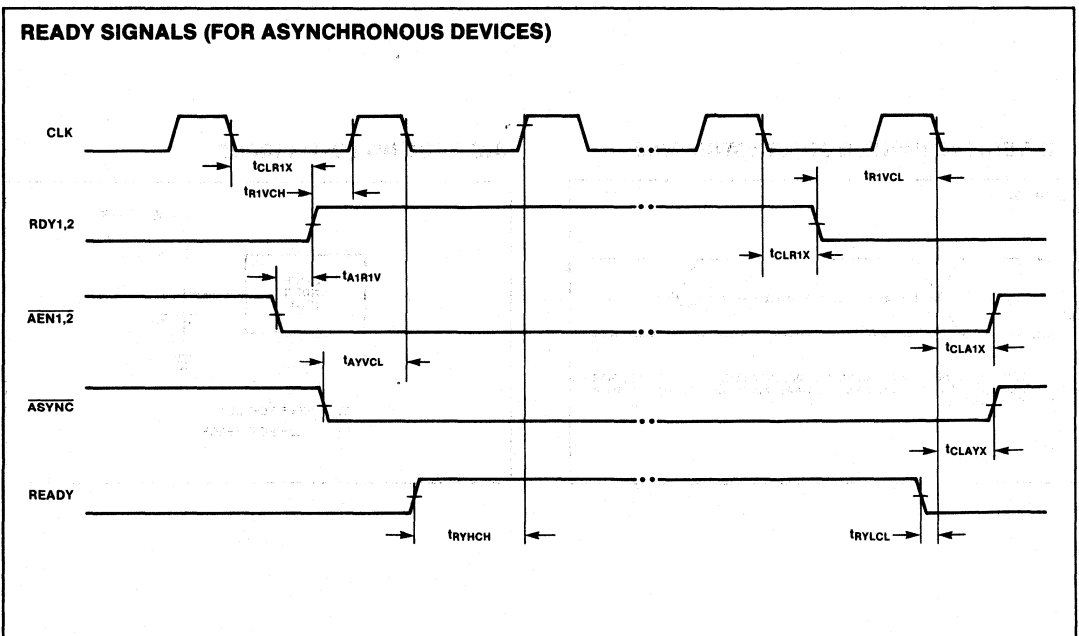 READY SIGNALS (FOR ASYNCHRONOUS DEVICES)
CLK
tCLR1X
tR1VCH
tR1VCL
RDY1,2
tCLR1X
tA1R1V
AEN1,2
tCLA1X
tAYVCL
ASYNC
tCLAYX
READY
tRYHCH
tRYLCL